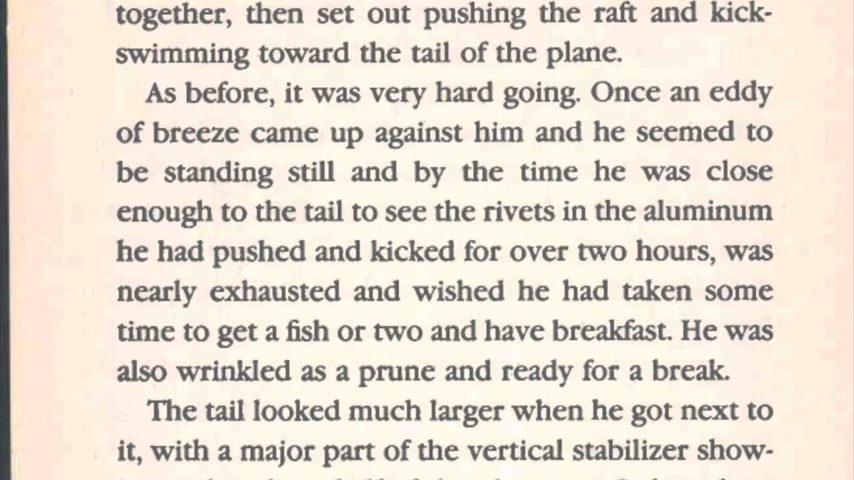 together, then set out pushing the raft and kick-
swimming toward the tail of the plane.
As before, it was very hard going. Once an eddy
of breeze came up against him and he seemed to
be standing still and by the time he was close
enough to the tail to see the rivets in the aluminum
he had pushed and kicked for over two hours, was
nearly exhausted and wished he had taken some
time to get a fish or two and have breakfast. He was
also wrinkled as a prune and ready for a break.
The tail looked much larger when he got next to
it, with a major part of the vertical stabilizer show-